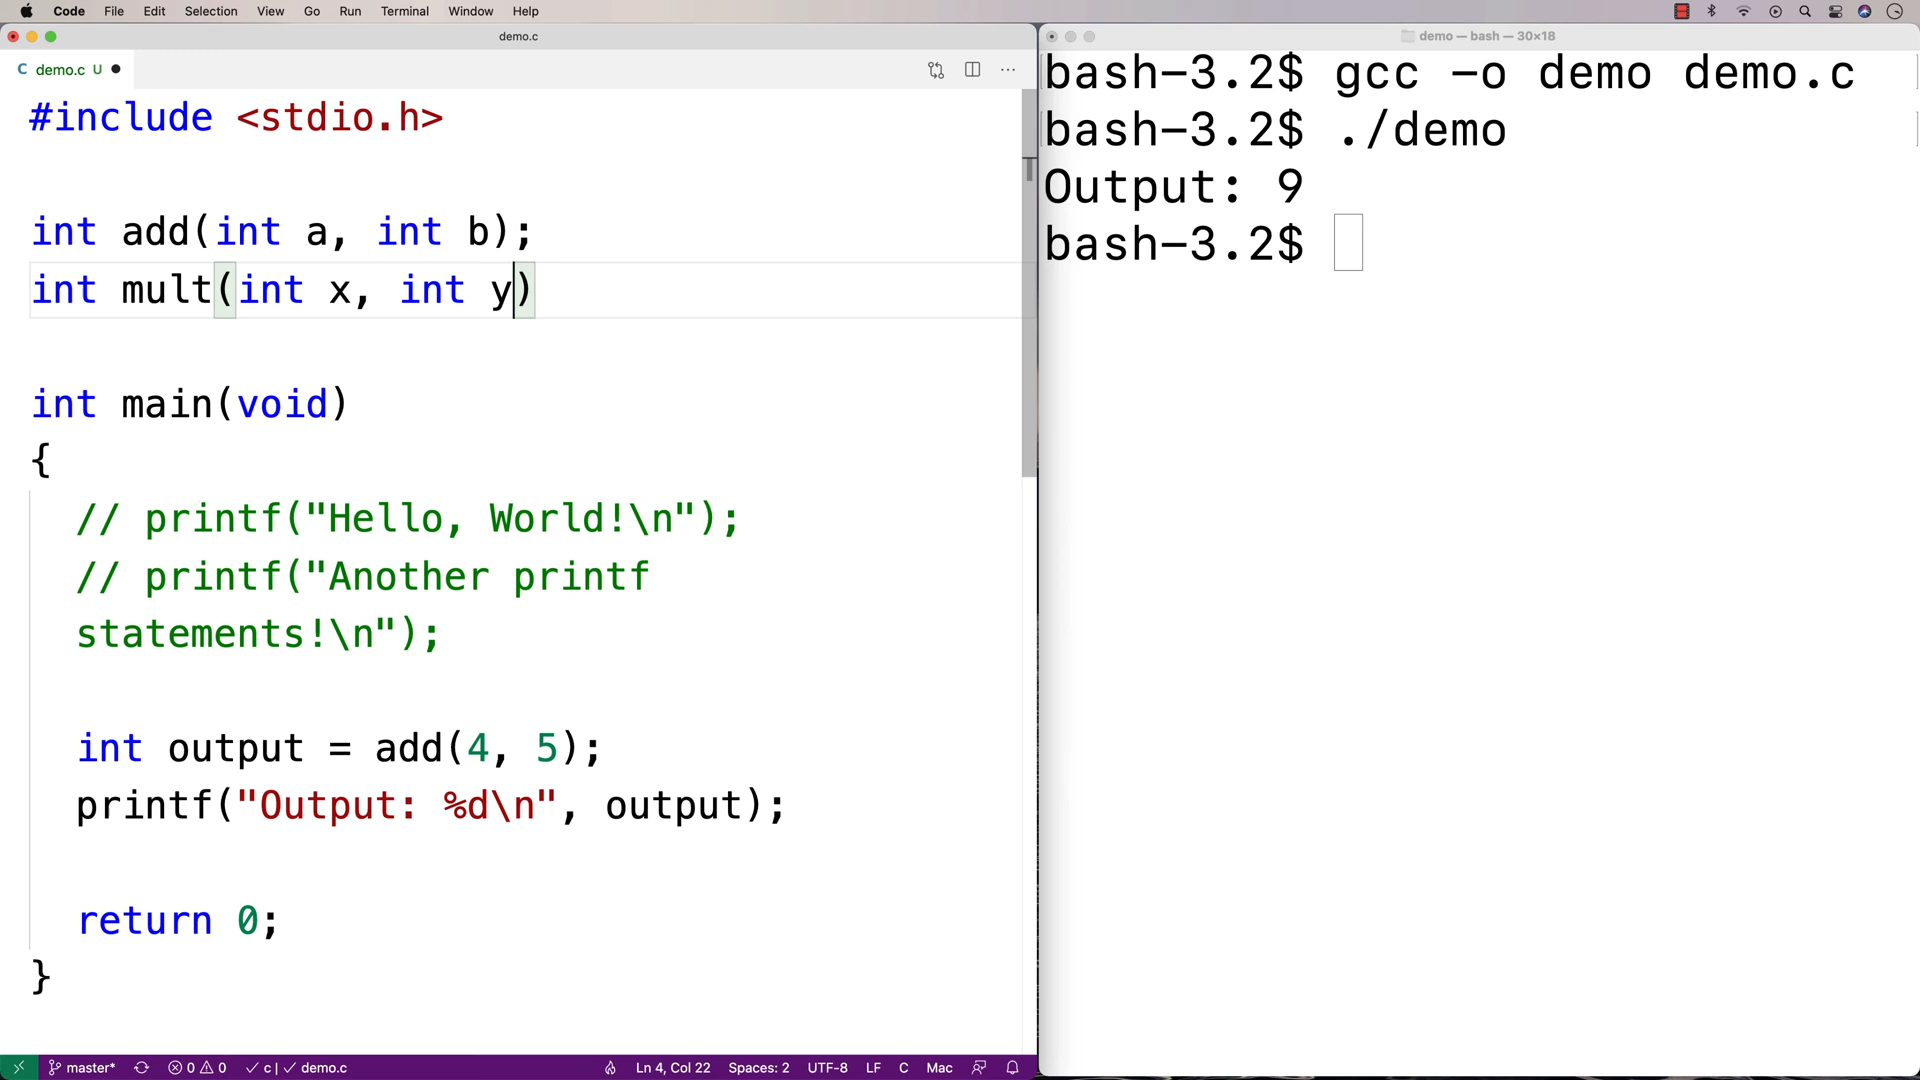 Code File Edit Selection View Go Run Terminal Window Help
demo.c
C demo.c U
#include <stdio.h>
int add(int a, int b);
int mult(int x, int y)
int main(void)
{
// printf("Hello, World!\n");
// printf("Another printf
statements!\n");
int output = add(4, 5);
printf("Output: %d\n", output);
return 0;
}
master* 0 0 c | demo.c Ln 4, Col 22 Spaces: 2 UTF-8 LF C Mac
demo — bash — 30×18
bash-3.2$ gcc -o demo demo.c
bash-3.2$ ./demo
Output: 9
bash-3.2$